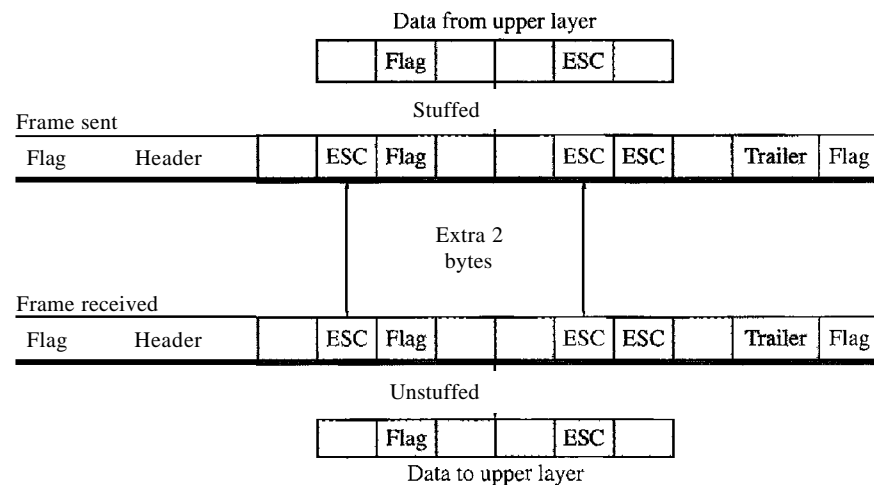 Data from upper layer
Flag ESC
Stuffed
Frame sent
Flag Header ESC Flag ESC ESC Trailer Flag
Extra 2
bytes
Frame received
Flag Header ESC Flag ESC ESC Trailer Flag
Unstuffed
Flag ESC
Data to upper layer